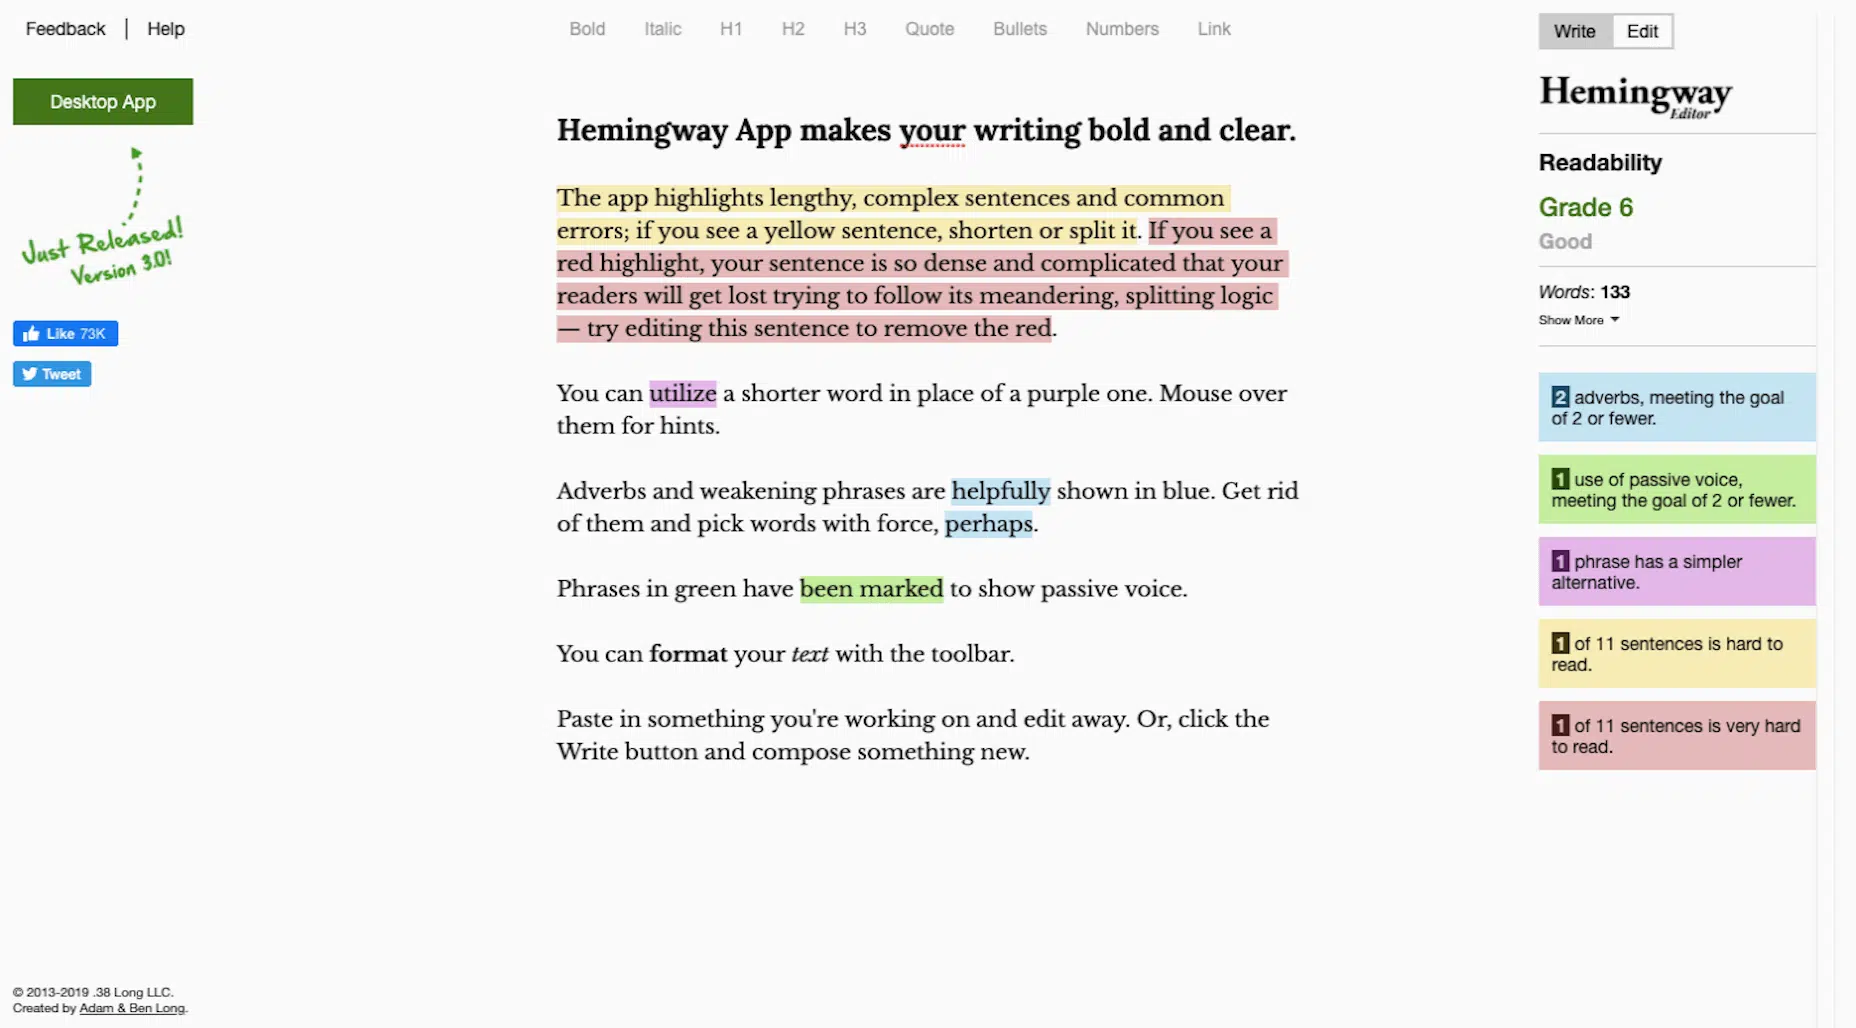 Feedback | Help
Bold Italic H1 H2 H3 Quote Bullets Numbers Link
Write Edit
Desktop App
Just Released!
Version 3.0!
Like 73K
Tweet
Hemingway App makes your writing bold and clear.
The app highlights lengthy, complex sentences and common
errors; if you see a yellow sentence, shorten or split it. If you see a
red highlight, your sentence is so dense and complicated that your
readers will get lost trying to follow its meandering, splitting logic
— try editing this sentence to remove the red.
You can utilize a shorter word in place of a purple one. Mouse over
them for hints.
Adverbs and weakening phrases are helpfully shown in blue. Get rid
of them and pick words with force, perhaps.
Phrases in green have been marked to show passive voice.
You can format your text with the toolbar.
Paste in something you're working on and edit away. Or, click the
Write button and compose something new.
Hemingway
Editor
Readability
Grade 6
Good
Words: 133
Show More
2 adverbs, meeting the goal
of 2 or fewer.
1 use of passive voice,
meeting the goal of 2 or fewer.
1 phrase has a simpler
alternative.
1 of 11 sentences is hard to
read.
1 of 11 sentences is very hard
to read.
© 2013-2019 .38 Long LLC.
Created by Adam & Ben Long.